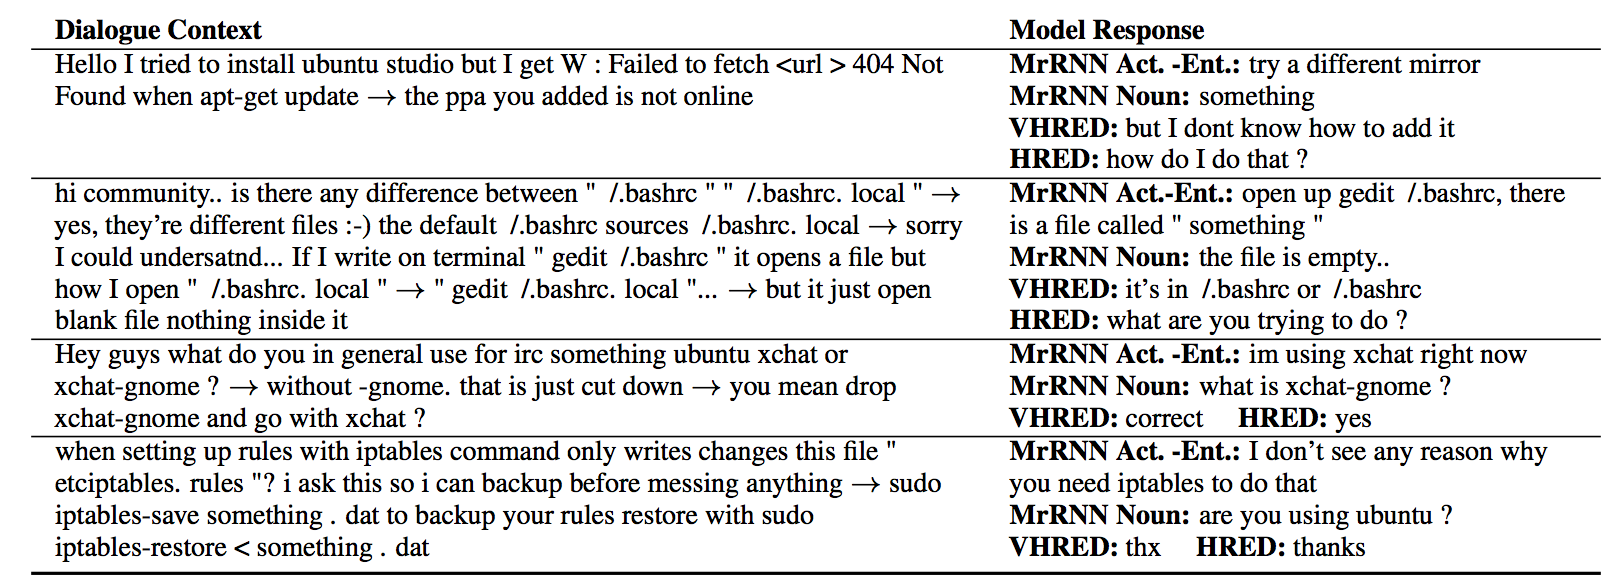 Dialogue Context
Model Response
Hello I tried to install ubuntu studio but I get W : Failed to fetch <url > 404 Not
Found when apt-get update → the ppa you added is not online
MrRNN Act. -Ent.: try a different mirror
MrRNN Noun: something
VHRED: but I dont know how to add it
HRED: how do I do that ?
hi community.. is there any difference between " /.bashrc " " /.bashrc. local " →
yes, they're different files :-) the default /.bashrc sources /.bashrc. local → sorry
I could undersatnd... If I write on terminal " gedit /.bashrc " it opens a file but
how I open " /.bashrc. local " → " gedit /.bashrc. local "... → but it just open
blank file nothing inside it
MrRNN Act.-Ent.: open up gedit /.bashrc, there
is a file called " something "
MrRNN Noun: the file is empty..
VHRED: it's in /.bashrc or /.bashrc
HRED: what are you trying to do ?
Hey guys what do you in general use for irc something ubuntu xchat or
xchat-gnome ? → without -gnome. that is just cut down → you mean drop
xchat-gnome and go with xchat ?
MrRNN Act. -Ent.: im using xchat right now
MrRNN Noun: what is xchat-gnome ?
VHRED: correct HRED: yes
when setting up rules with iptables command only writes changes this file "
etciptables. rules "? i ask this so i can backup before messing anything → sudo
iptables-save something . dat to backup your rules restore with sudo
iptables-restore < something . dat
MrRNN Act. -Ent.: I don't see any reason why
you need iptables to do that
MrRNN Noun: are you using ubuntu ?
VHRED: thx HRED: thanks